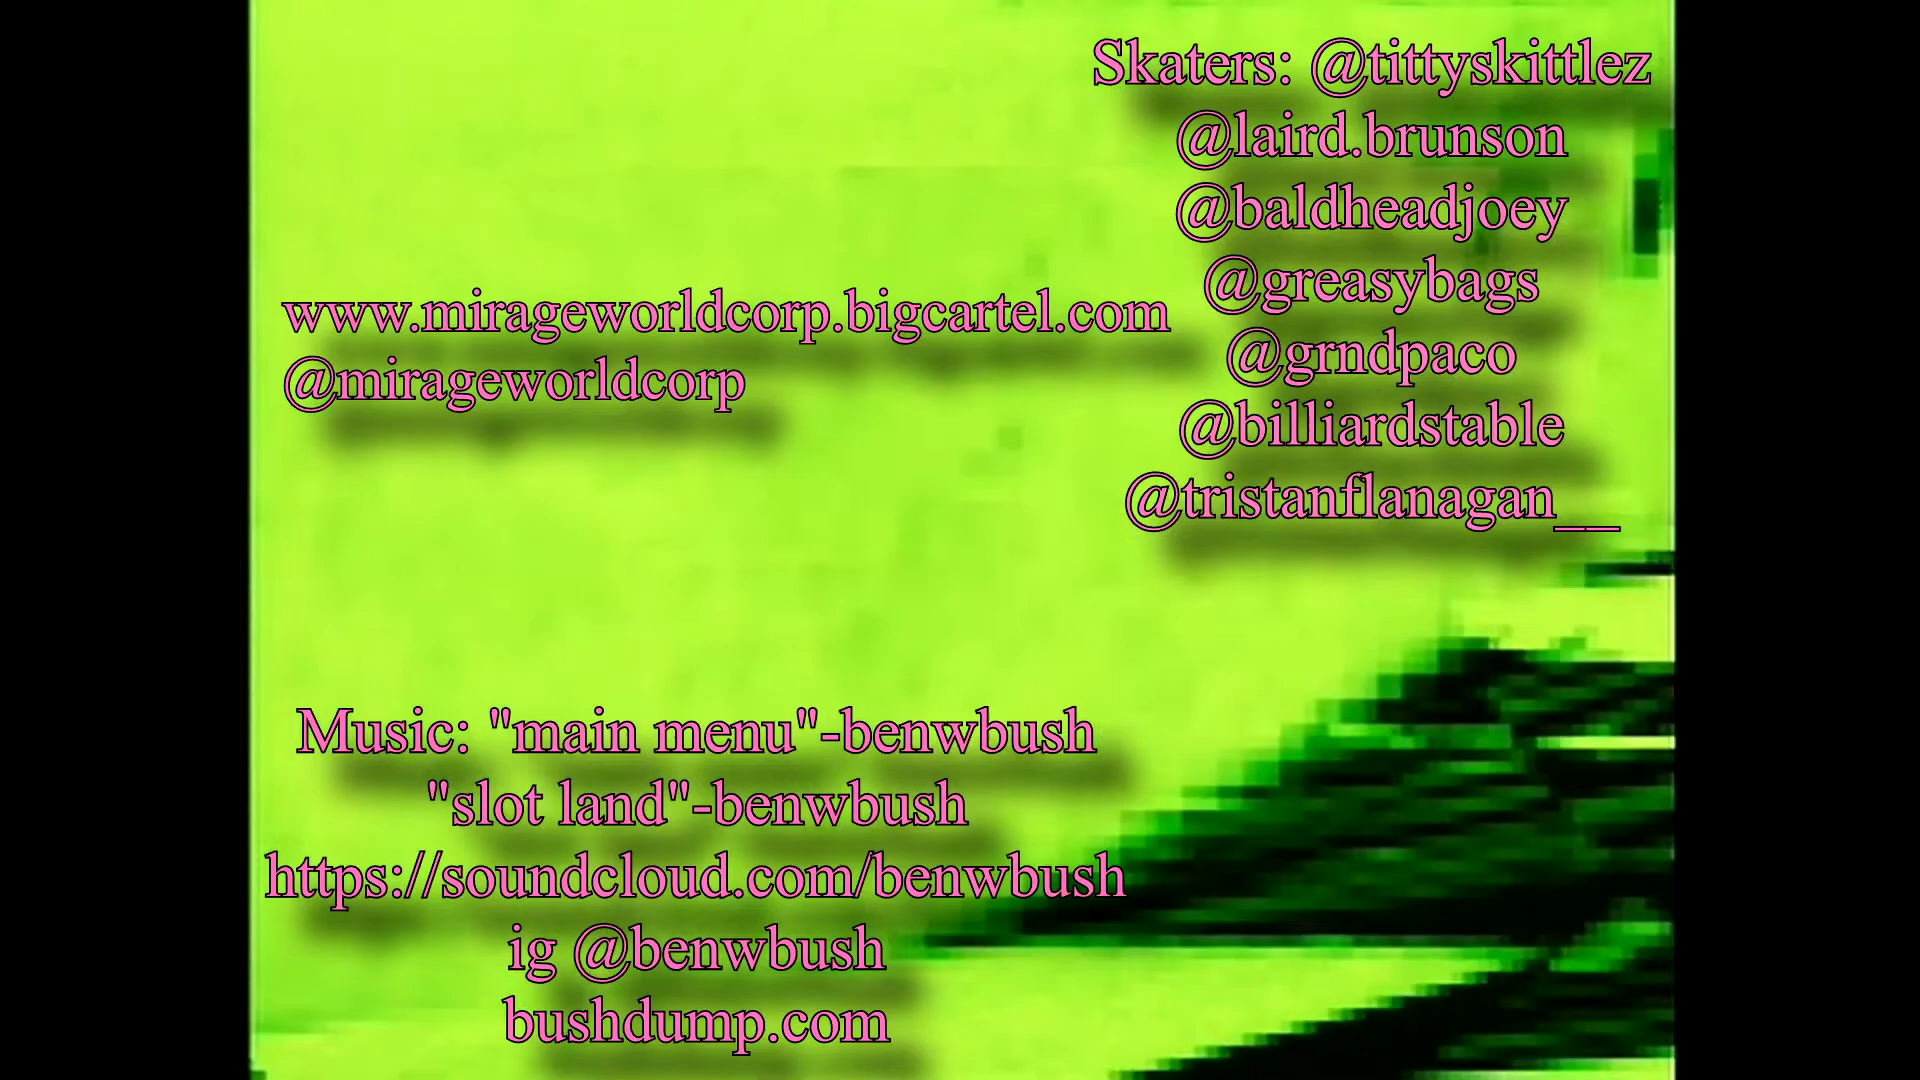 Skaters: @tittyskittlez
@laird.brunson
@baldheadjoey
@greasybags
@grndpaco
@billiardstable
@tristanflanagan__
www.mirageworldcorp.bigcartel.com
@mirageworldcorp
Music: "main menu"-benwbush
"slot land"-benwbush
https://soundcloud.com/benwbush
ig @benwbush
bushdump.com